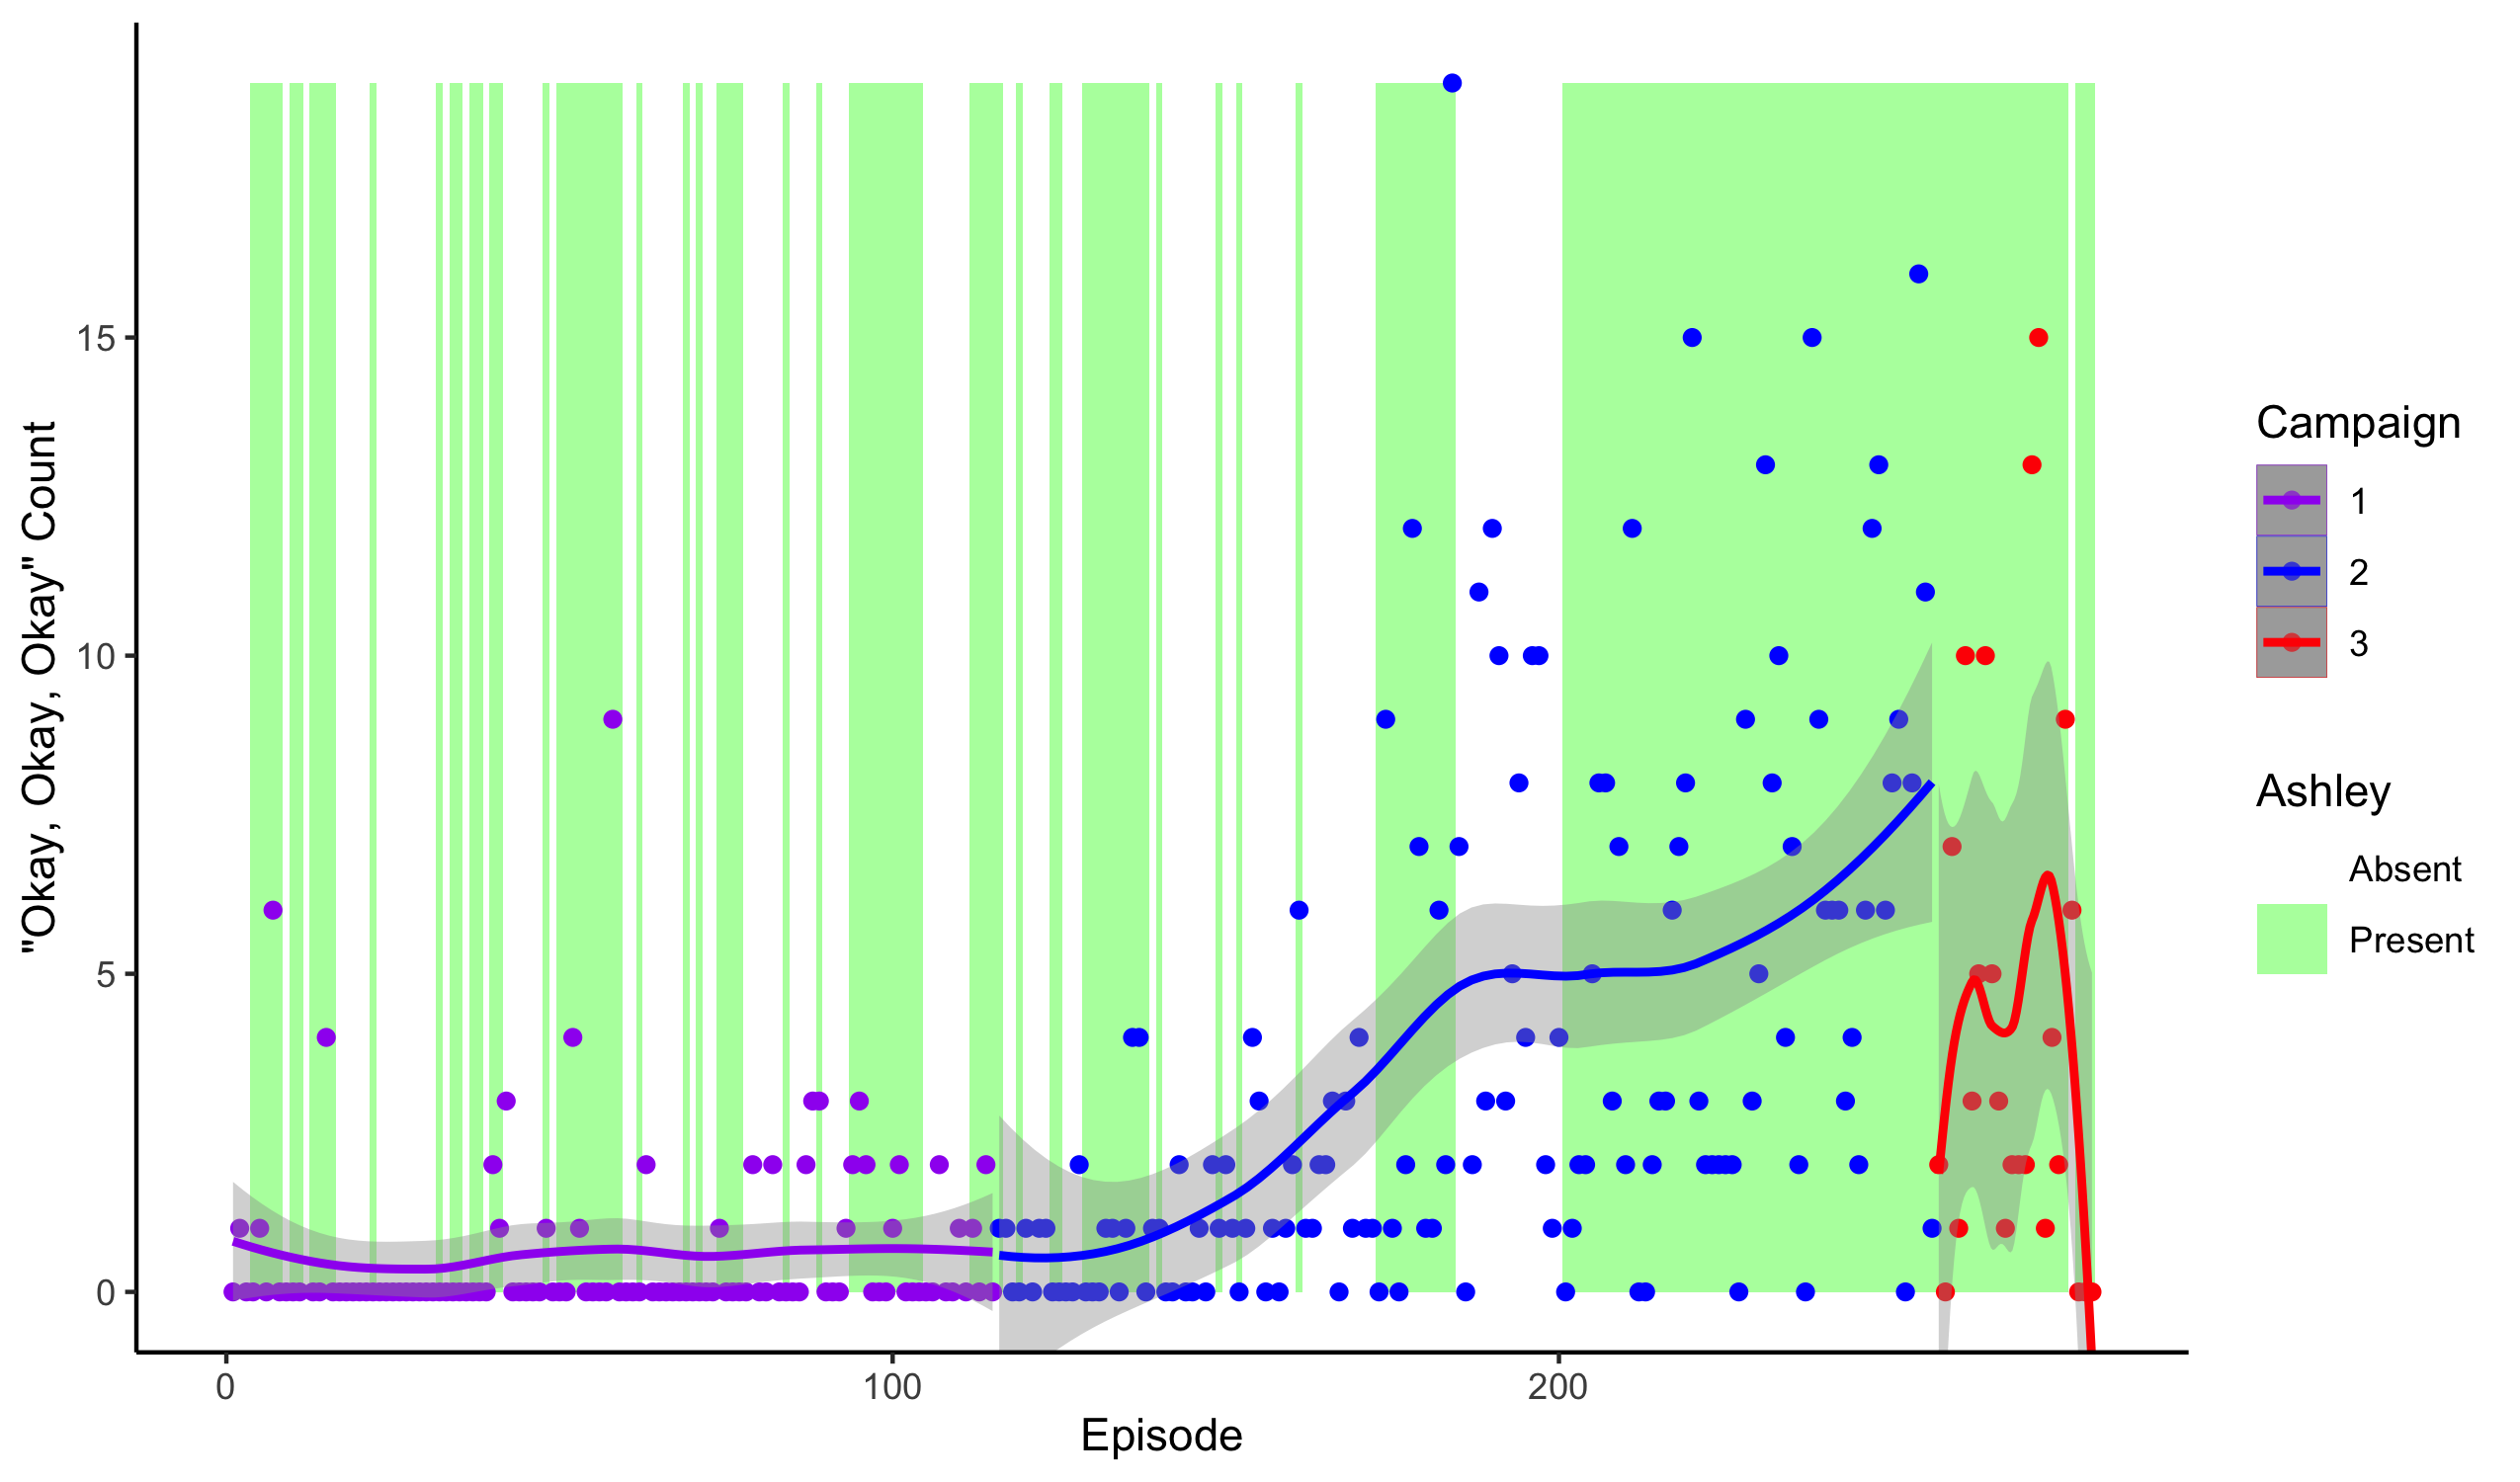 "Okay, Okay, Okay" Count
15
10
5
0
0
100
200
Episode
Campaign
1
2
3
Ashley
Absent
Present